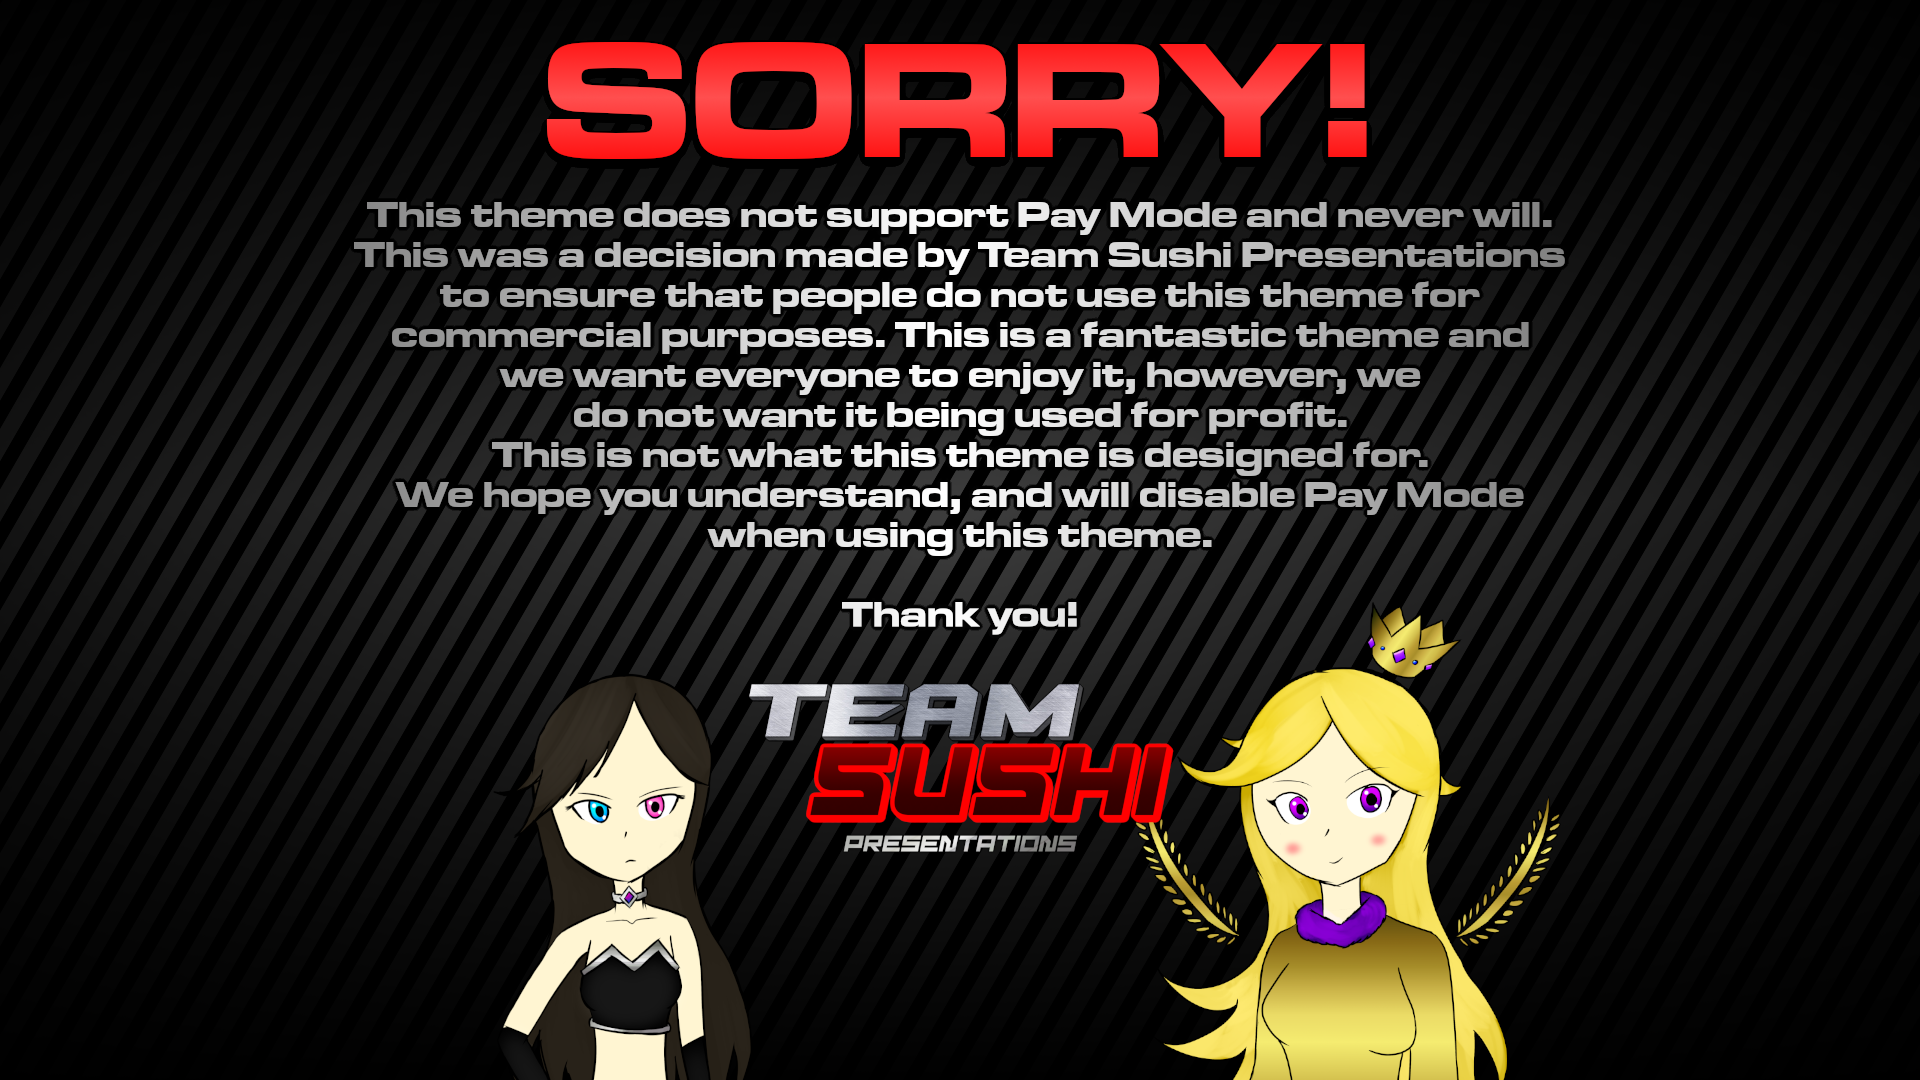 SORRY!
This theme does not support Pay Mode and never will.
This was a decision made by Team Sushi Presentations
to ensure that people do not use this theme for
commercial purposes. This is a fantastic theme and
we want everyone to enjoy it, however, we
do not want it being used for profit.
This is not what this theme is designed for.
We hope you understand, and will disable Pay Mode
when using this theme.
Thank you!
TEAM
SUSHI
PRESENTATIONS